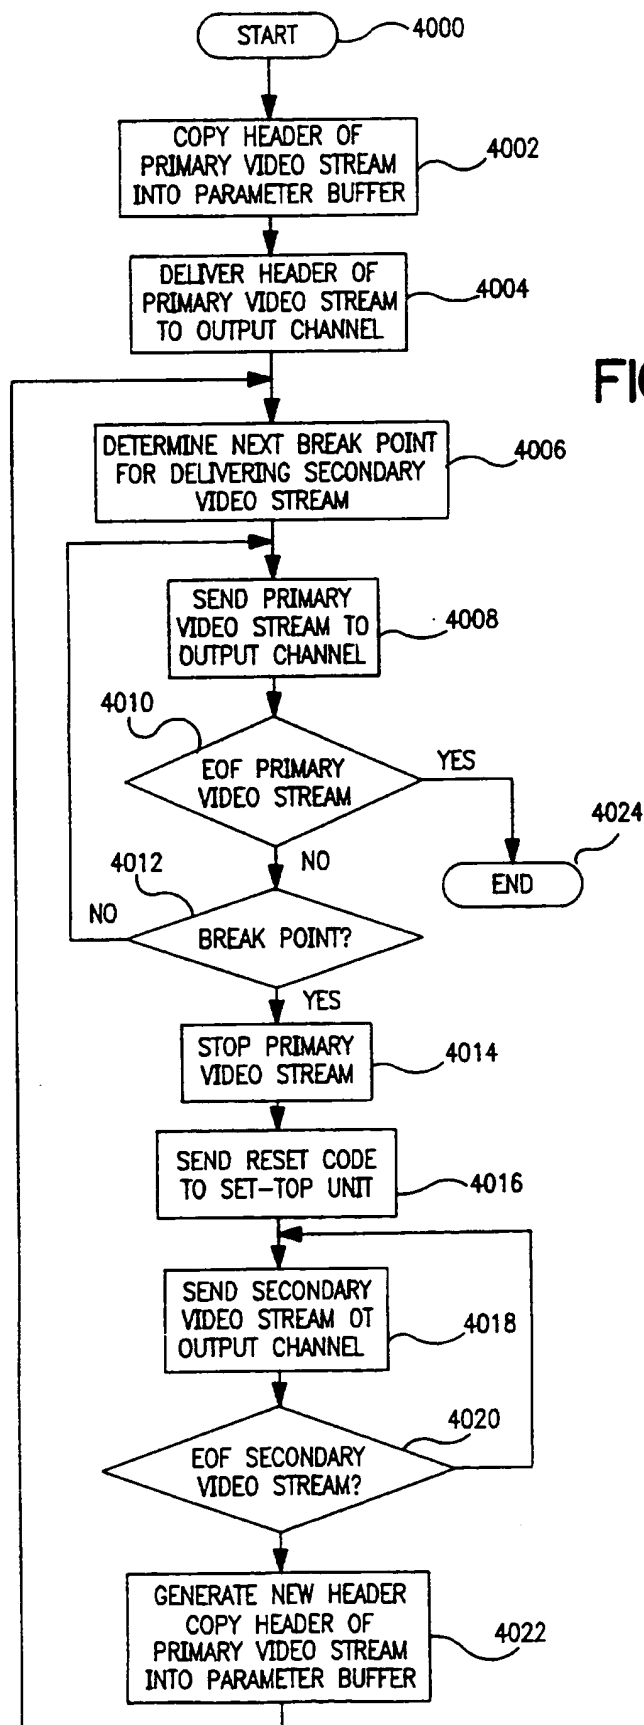 START
4000
COPY HEADER OF
PRIMARY VIDEO STREAM
INTO PARAMETER BUFFER
4002
DELIVER HEADER OF
PRIMARY VIDEO STREAM
TO OUTPUT CHANNEL
4004
FIG
DETERMINE NEXT BREAK POINT
FOR DELIVERING SECONDARY
VIDEO STREAM
4006
SEND PRIMARY
VIDEO STREAM TO
OUTPUT CHANNEL
4008
4010
EOF PRIMARY
VIDEO STREAM
YES
NO
4024
END
4012
NO
BREAK POINT?
YES
STOP PRIMARY
VIDEO STREAM
4014
SEND RESET CODE
TO SET-TOP UNIT
4016
SEND SECONDARY
VIDEO STREAM OT
OUTPUT CHANNEL
4018
4020
EOF SECONDARY
VIDEO STREAM?
GENERATE NEW HEADER
COPY HEADER OF
PRIMARY VIDEO STREAM
INTO PARAMETER BUFFER
4022